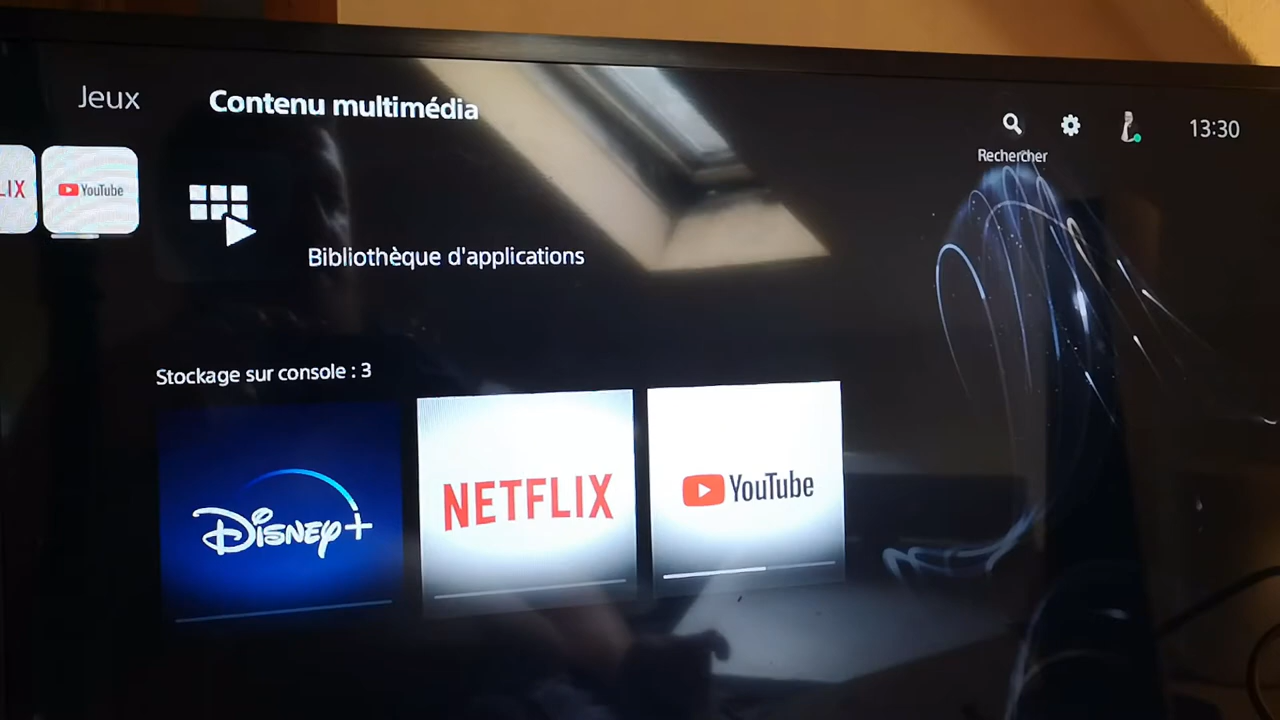 Jeux
Contenu multimédia
13:30
Rechercher
LIX
YouTube
Bibliothèque d'applications
Stockage sur console : 3
Disney+
NETFLIX
YouTube